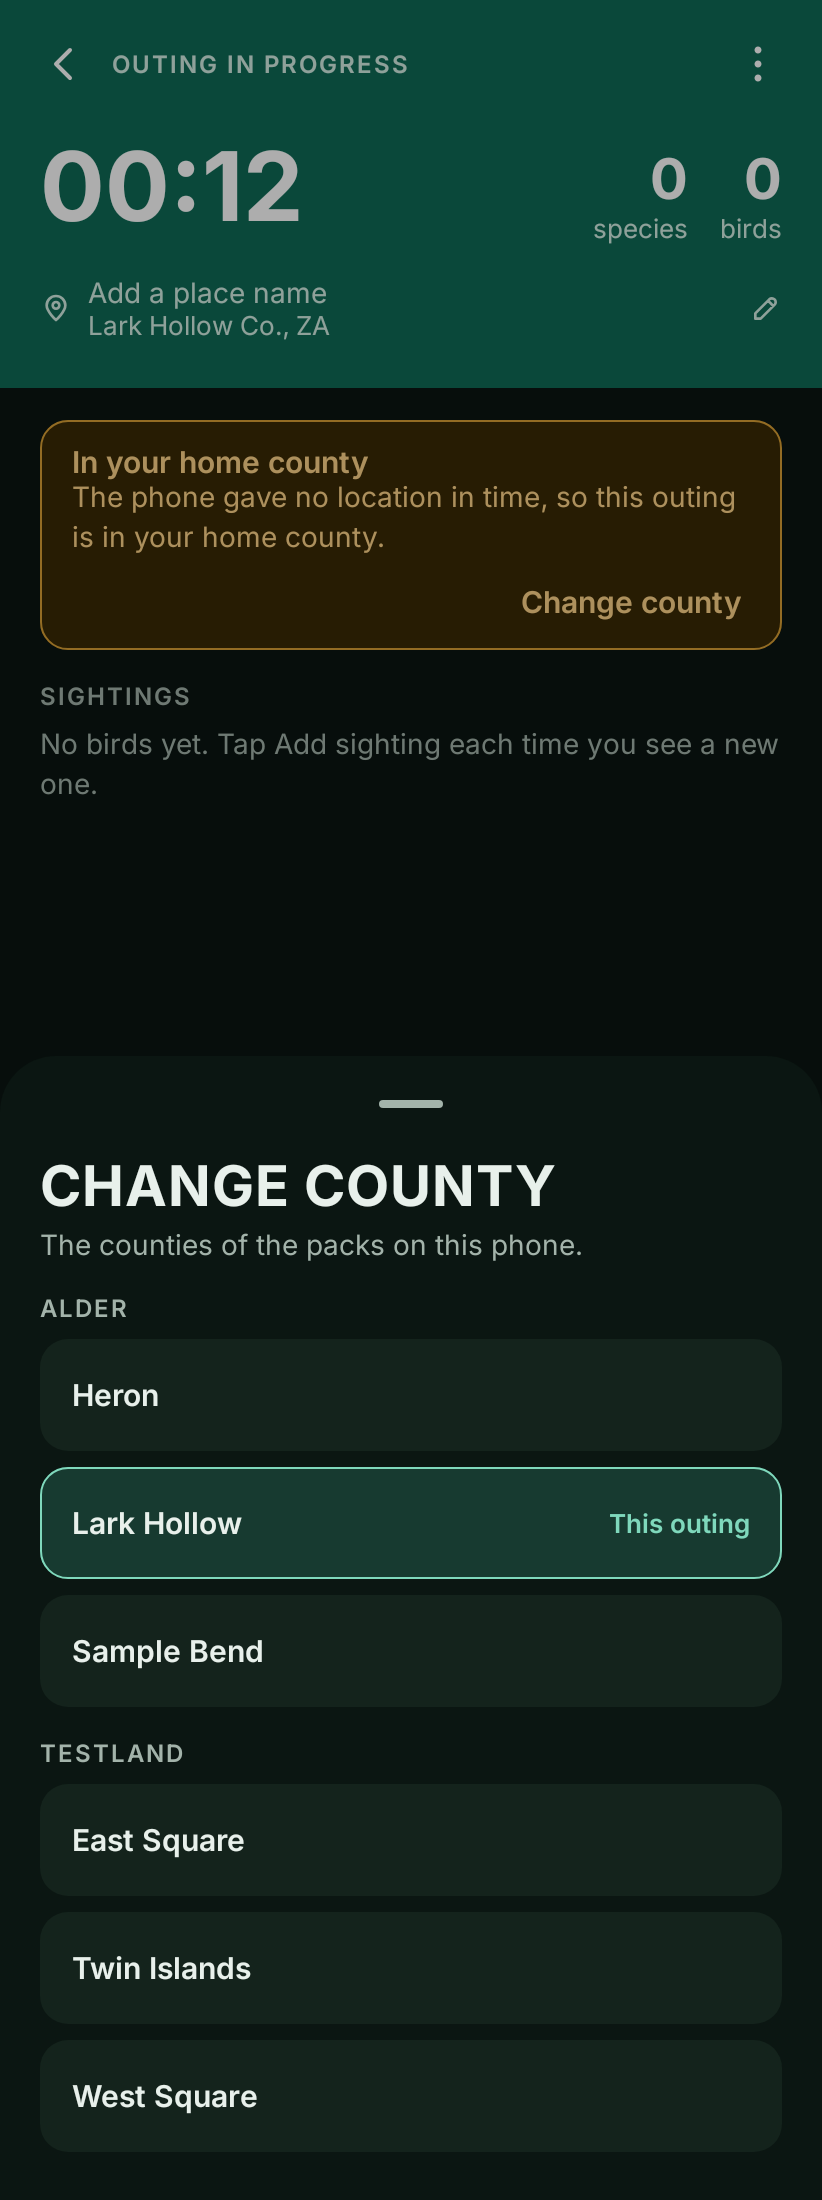 OUTING IN PROGRESS
00:12
0 0
species birds
Add a place name
Lark Hollow Co., ZA
In your home county
The phone gave no location in time, so this outing
is in your home county.
Change county
SIGHTINGS
No birds yet. Tap Add sighting each time you see a new
one.
CHANGE COUNTY
The counties of the packs on this phone.
ALDER
Heron
Lark Hollow This outing
Sample Bend
TESTLAND
East Square
Twin Islands
West Square